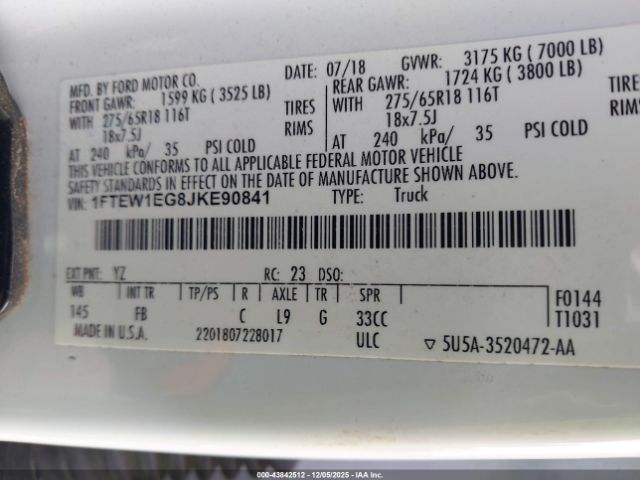 MFD. BY FORD MOTOR CO.
DATE: 07/18 GVWR: 3175 KG ( 7000 LB)
FRONT GAWR: 1599 KG ( 3525 LB)
REAR GAWR: 1724 KG ( 3800 LB)
WITH 275/65R18 116T TIRES
WITH 275/65R18 116T TIRES
18x7.5J RIMS
18x7.5J RIMS
AT 240 kPa/ 35 PSI COLD
AT 240 kPa/ 35 PSI COLD
THIS VEHICLE CONFORMS TO ALL APPLICABLE FEDERAL MOTOR VEHICLE
SAFETY AND THEFT PREVENTION STANDARDS IN EFFECT ON THE DATE OF MANUFACTURE SHOWN ABOVE.
VIN: 1FTEW1EG8JKE90841 TYPE: Truck
EXT PNT: YZ RC: 23 DSO:
WB INT TR TP/PS R AXLE TR SPR F0144
145 FB C L9 G 33CC T1031
MADE IN U.S.A. 2201807228017 ULC ▽ 5U5A-3520472-AA
IAA - 43842512 - 12/05/2025 - IAA, Inc.